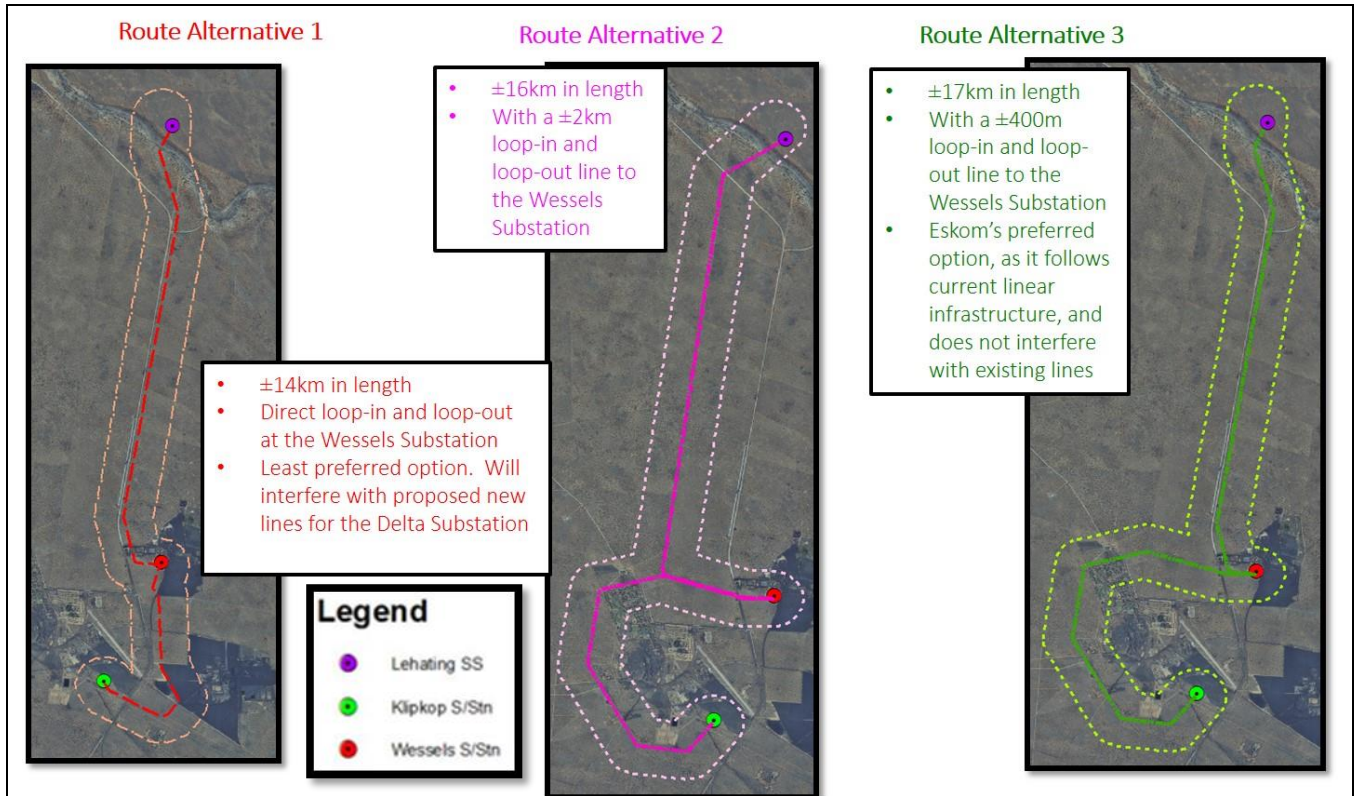 Route Alternative 1
Route Alternative 2
Route Alternative 3
• ±16km in length
• With a ±2km
loop-in and
loop-out line to
the Wessels
Substation
• ±17km in length
• With a ±400m
loop-in and loop-
out line to the
Wessels Substation
• Eskom's preferred
option, as it follows
current linear
infrastructure, and
does not interfere
with existing lines
• ±14km in length
• Direct loop-in and loop-out
at the Wessels Substation
• Least preferred option. Will
interfere with proposed new
lines for the Delta Substation
Legend
Lehating SS
Klipkop S/Stn
Wessels S/Stn